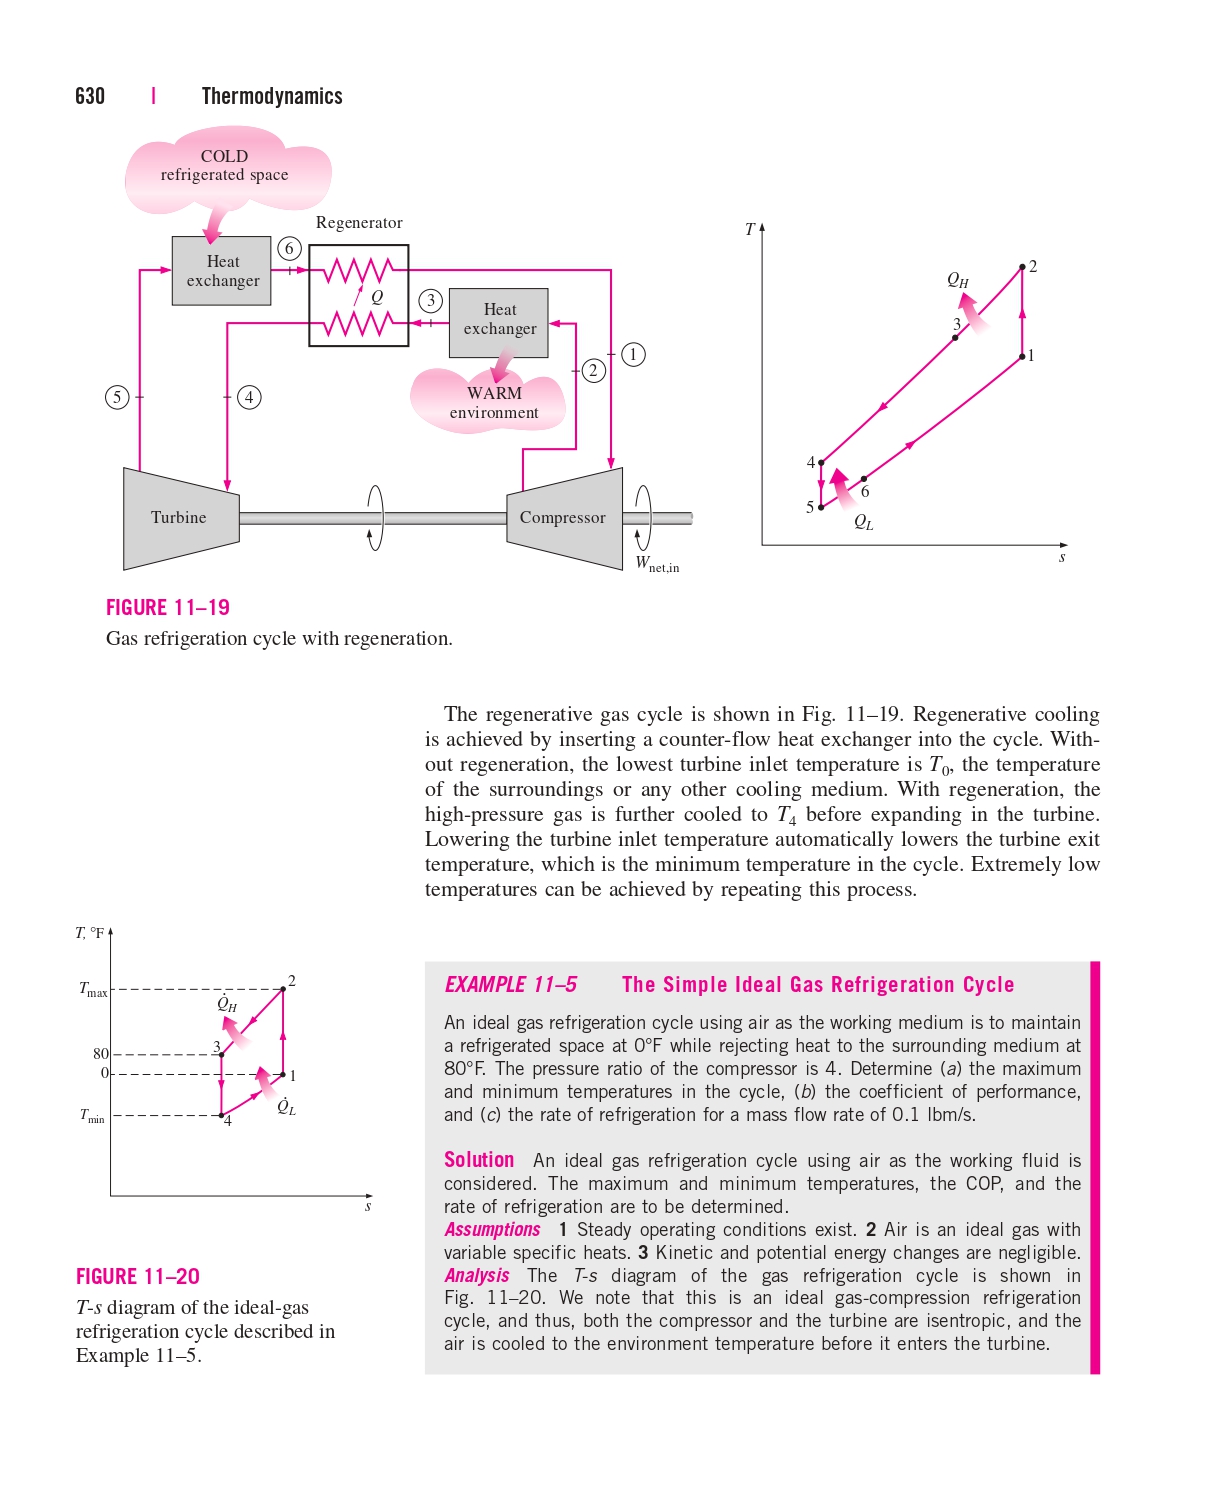 630 | Thermodynamics
COLD
refrigerated space
Regenerator
Heat
exchanger
6
Q
3
Heat
exchanger
1
2
WARM
environment
5
4
Turbine
Compressor
Wnet,in
T
QH
2
3
1
4
5
6
QL
s
FIGURE 11–19
Gas refrigeration cycle with regeneration.
The regenerative gas cycle is shown in Fig. 11–19. Regenerative cooling
is achieved by inserting a counter-flow heat exchanger into the cycle. With-
out regeneration, the lowest turbine inlet temperature is T0, the temperature
of the surroundings or any other cooling medium. With regeneration, the
high-pressure gas is further cooled to T4 before expanding in the turbine.
Lowering the turbine inlet temperature automatically lowers the turbine exit
temperature, which is the minimum temperature in the cycle. Extremely low
temperatures can be achieved by repeating this process.
T, °F
Tmax
2
Q̇H
80
3
0
1
Tmin
4
Q̇L
s
FIGURE 11–20
T-s diagram of the ideal-gas
refrigeration cycle described in
Example 11–5.
EXAMPLE 11–5 The Simple Ideal Gas Refrigeration Cycle
An ideal gas refrigeration cycle using air as the working medium is to maintain
a refrigerated space at 0°F while rejecting heat to the surrounding medium at
80°F. The pressure ratio of the compressor is 4. Determine (a) the maximum
and minimum temperatures in the cycle, (b) the coefficient of performance,
and (c) the rate of refrigeration for a mass flow rate of 0.1 lbm/s.
Solution An ideal gas refrigeration cycle using air as the working fluid is
considered. The maximum and minimum temperatures, the COP, and the
rate of refrigeration are to be determined.
Assumptions 1 Steady operating conditions exist. 2 Air is an ideal gas with
variable specific heats. 3 Kinetic and potential energy changes are negligible.
Analysis The T-s diagram of the gas refrigeration cycle is shown in
Fig. 11–20. We note that this is an ideal gas-compression refrigeration
cycle, and thus, both the compressor and the turbine are isentropic, and the
air is cooled to the environment temperature before it enters the turbine.